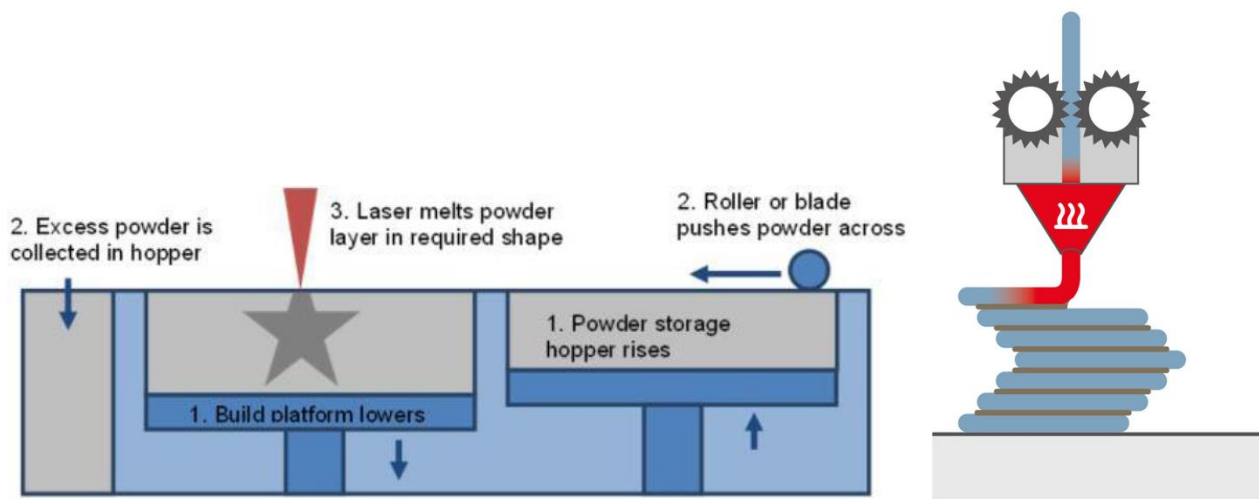 2. Excess powder is
collected in hopper
3. Laser melts powder
layer in required shape
2. Roller or blade
pushes powder across
1. Powder storage
hopper rises
1. Build platform lowers